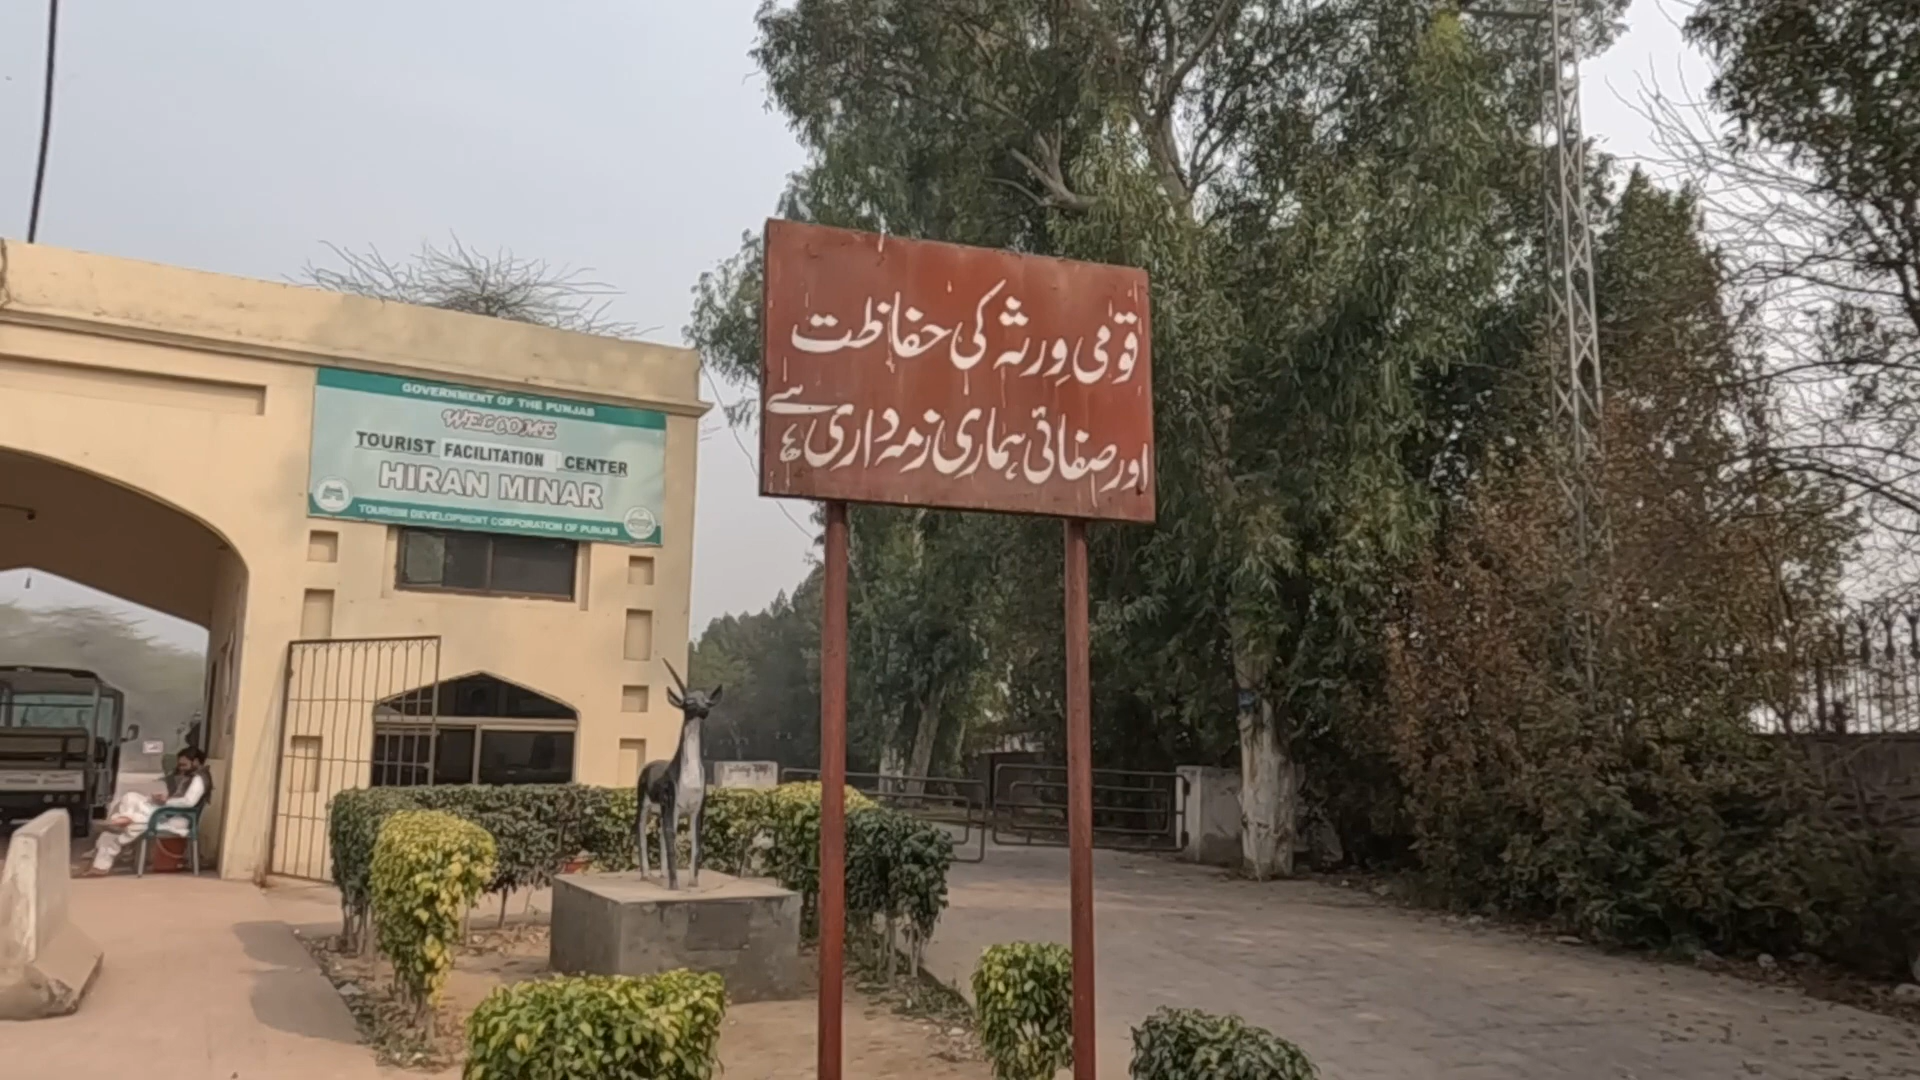 GOVERNMENT OF THE PUNJAB
WELCOME
TOURIST FACILITATION CENTER
HIRAN MINAR
TOURISM DEVELOPMENT CORPORATION OF PUNJAB
قومی وِرثہ کی حفاظت
اور صفائی ہماری زمہ داری ہے